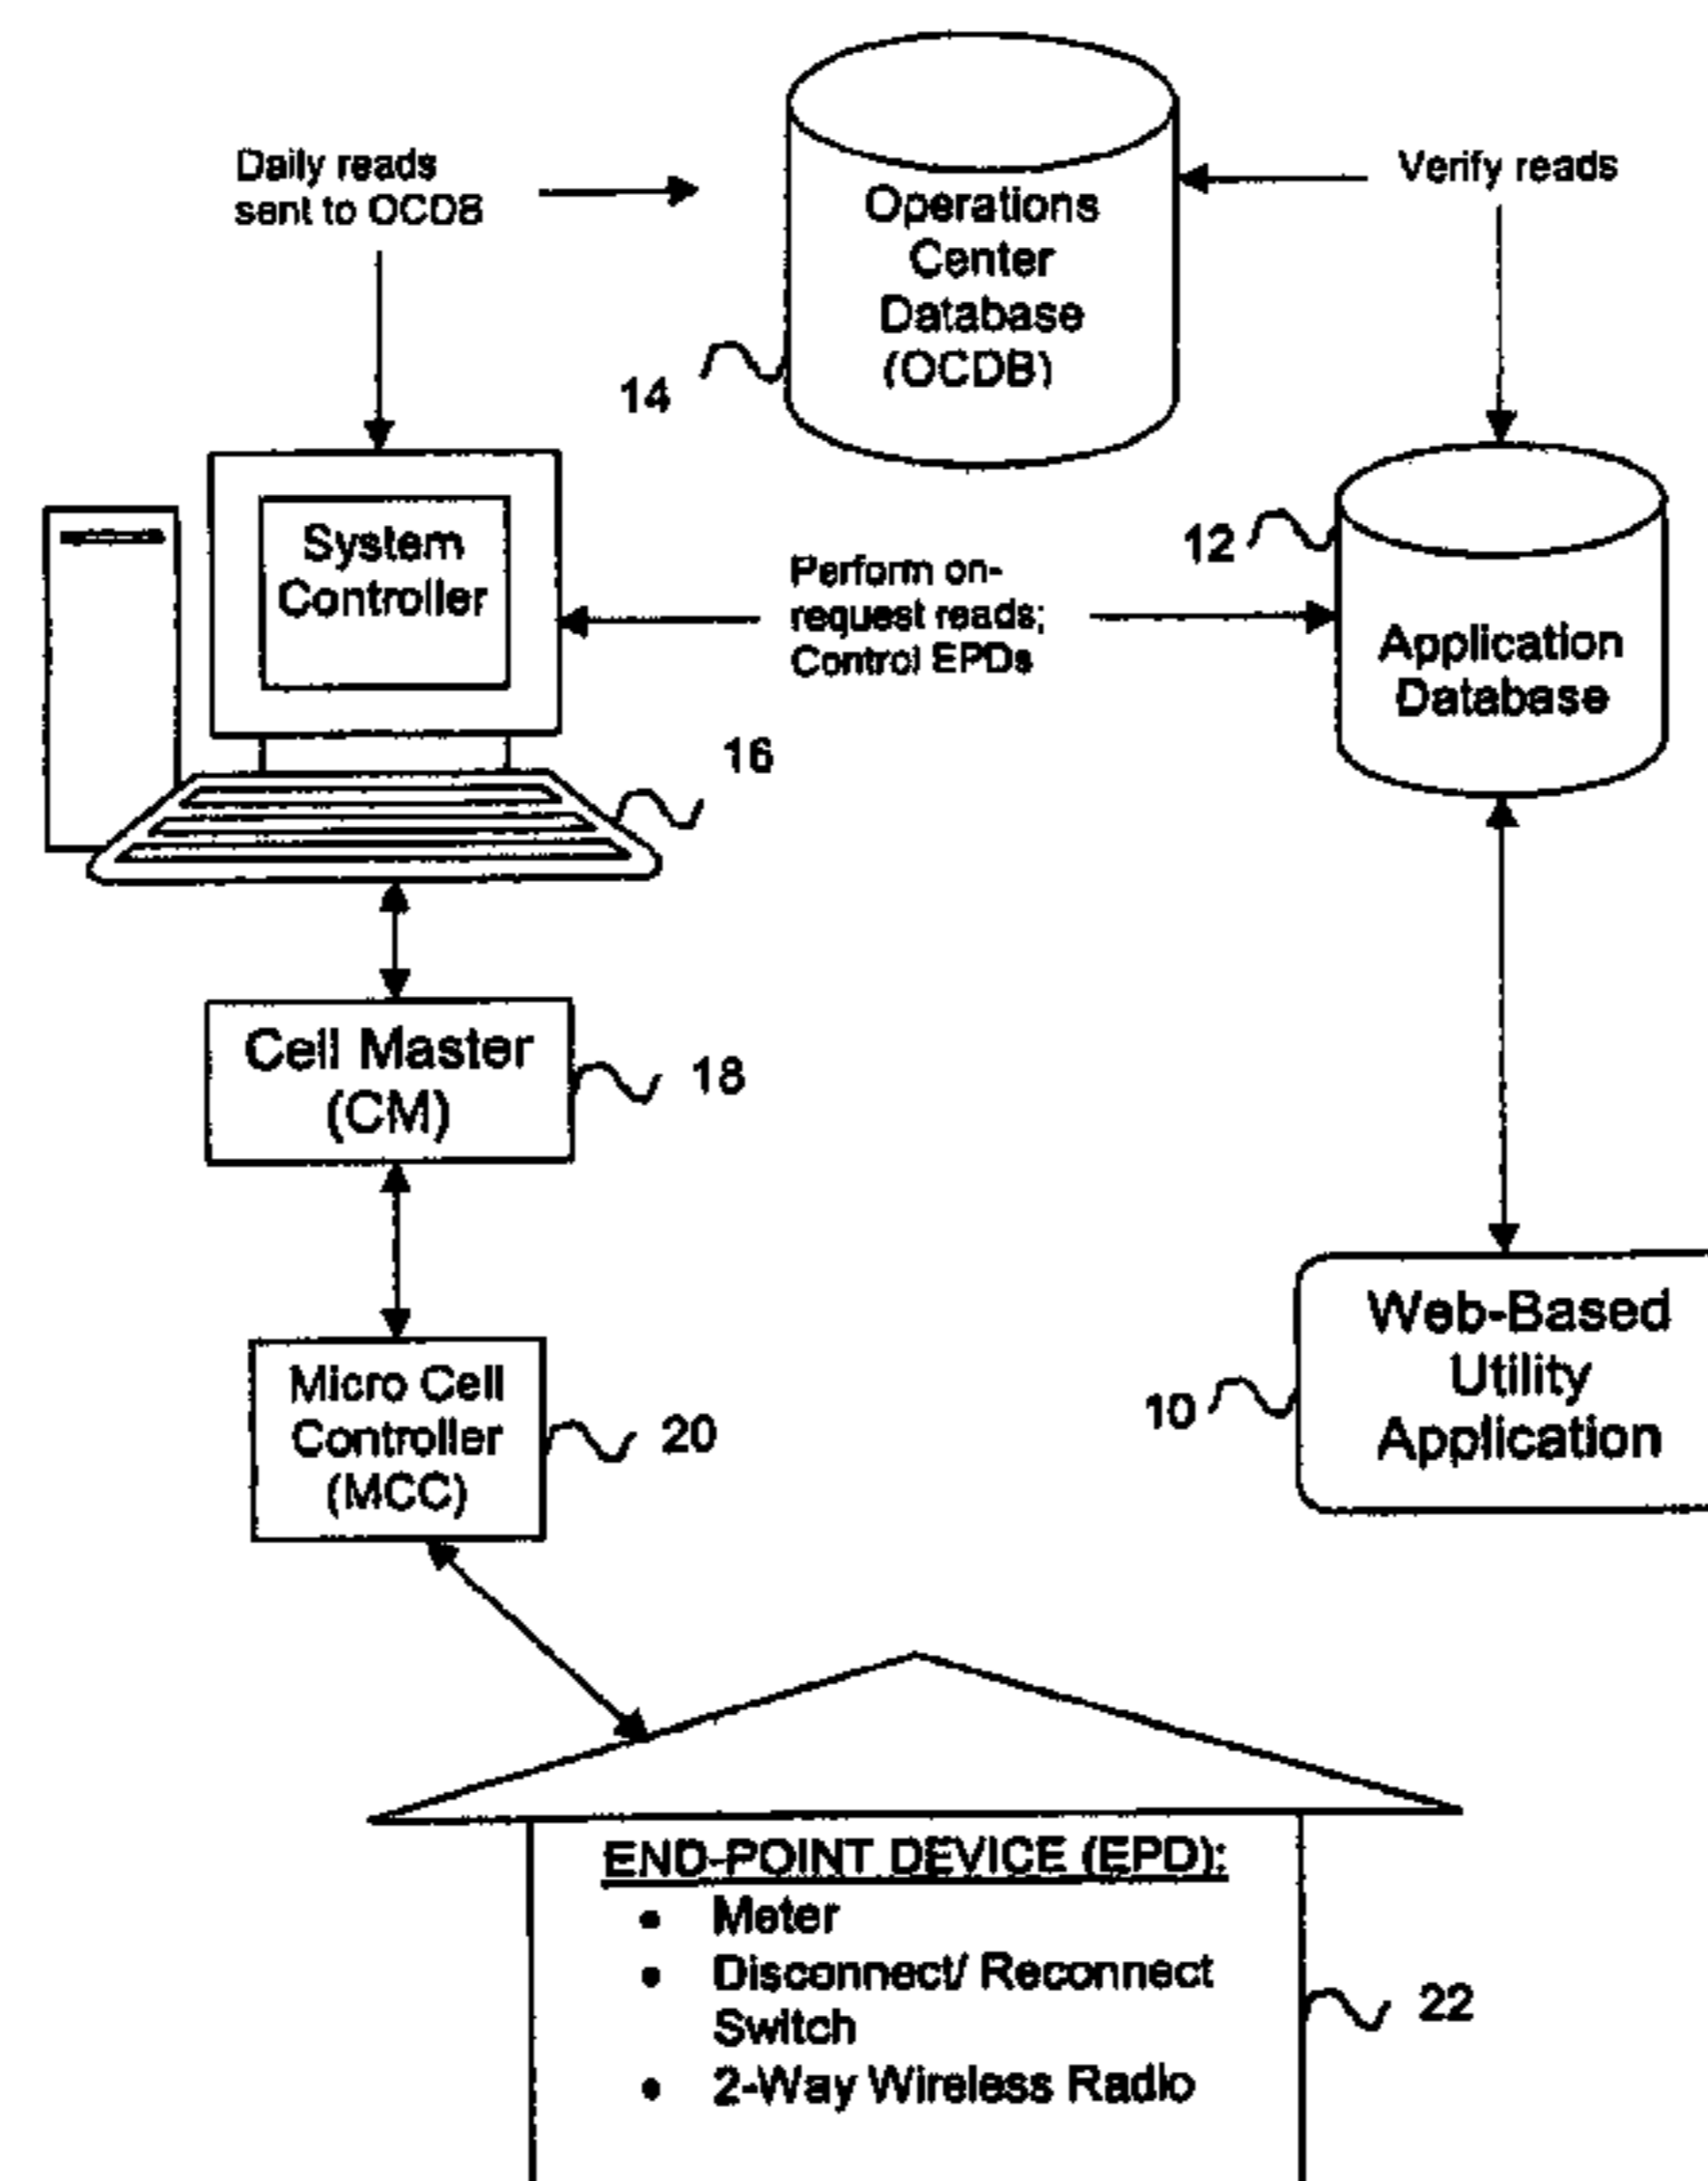 Daily reads
sent to OCDB
Operations
Center
Database
(OCDB)
14
Verify reads
System
Controller
16
Perform on-
request reads;
Control EPDs
12
Application
Database
Cell Master
(CM)
18
Micro Cell
Controller
(MCC)
20
Web-Based
Utility
Application
10
END-POINT DEVICE (EPD):
• Meter
• Disconnect/ Reconnect
Switch
• 2-Way Wireless Radio
22